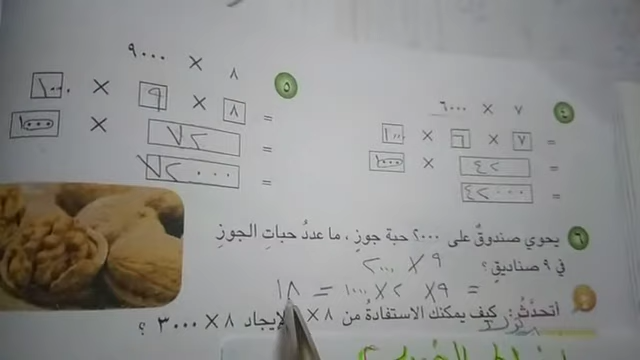 ٤ ٧ × ٦٠٠٠
= ٧ × ٦ × ١٠٠٠
= ٤٢ × ١٠٠٠
= ٤٢٠٠٠
٥ ٨ × ٩٠٠٠
= ٨ × ٩ × ١٠٠٠
= ٧٢ × ١٠٠٠
= ٧٢٠٠٠
٦ يحوي صندوقٌ على ٢٠٠٠ حبة جوزٍ، ما عددُ حباتِ الجوزِ
في ٩ صناديقٍ؟ ٩ × ٢٠٠٠
= ٩ × ٢ × ١٠٠٠ = ١٨
أتحدَّثُ: كيف يمكنك الاستفادةُ من ٨ × لإيجاد ٨ × ٣٠٠٠ ؟